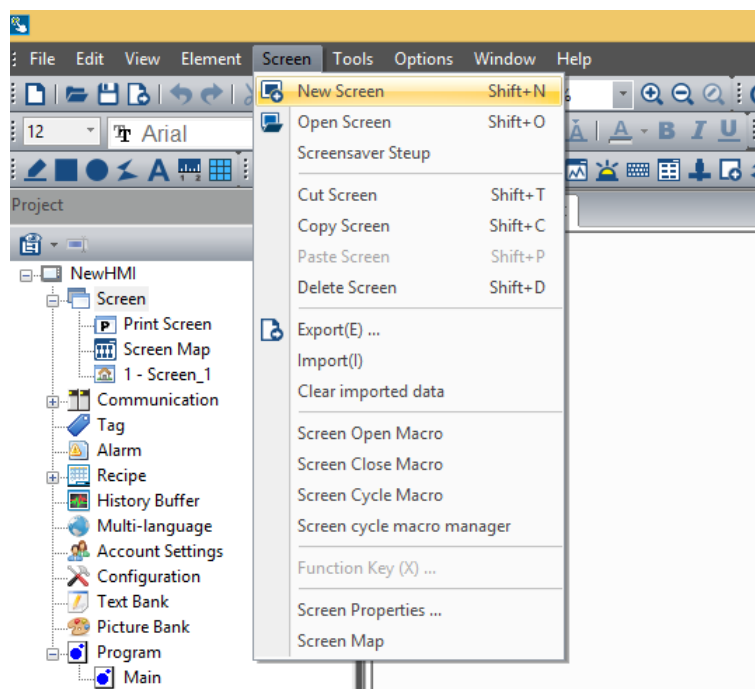 File Edit View Element Screen Tools Options Window Help
12 Arial
Project
NewHMI
Screen
Print Screen
Screen Map
1 - Screen_1
Communication
Tag
Alarm
Recipe
History Buffer
Multi-language
Account Settings
Configuration
Text Bank
Picture Bank
Program
Main
New Screen Shift+N
Open Screen Shift+O
Screensaver Steup
Cut Screen Shift+T
Copy Screen Shift+C
Paste Screen Shift+P
Delete Screen Shift+D
Export(E) ...
Import(I)
Clear imported data
Screen Open Macro
Screen Close Macro
Screen Cycle Macro
Screen cycle macro manager
Function Key (X) ...
Screen Properties ...
Screen Map